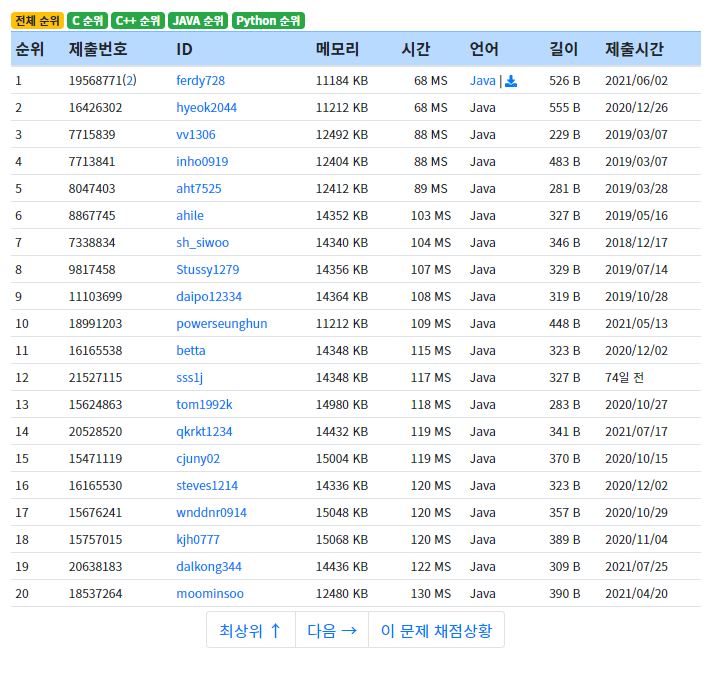 전체 순위 C 순위 C++ 순위 JAVA 순위 Python 순위
순위 제출번호 ID 메모리 시간 언어 길이 제출시간
1 19568771(2) ferdy728 11184 KB 68 MS Java | 526 B 2021/06/02
2 16426302 hyeok2044 11212 KB 68 MS Java 555 B 2020/12/26
3 7715839 vv1306 12492 KB 88 MS Java 229 B 2019/03/07
4 7713841 inho0919 12404 KB 88 MS Java 483 B 2019/03/07
5 8047403 aht7525 12412 KB 89 MS Java 281 B 2019/03/28
6 8867745 ahile 14352 KB 103 MS Java 327 B 2019/05/16
7 7338834 sh_siwoo 14340 KB 104 MS Java 346 B 2018/12/17
8 9817458 Stussy1279 14356 KB 107 MS Java 329 B 2019/07/14
9 11103699 daipo12334 14364 KB 108 MS Java 319 B 2019/10/28
10 18991203 powerseunghun 11212 KB 109 MS Java 448 B 2021/05/13
11 16165538 betta 14348 KB 115 MS Java 323 B 2020/12/02
12 21527115 sss1j 14348 KB 117 MS Java 327 B 74일 전
13 15624863 tom1992k 14980 KB 118 MS Java 283 B 2020/10/27
14 20528520 qkrkt1234 14432 KB 119 MS Java 341 B 2021/07/17
15 15471119 cjuny02 15004 KB 119 MS Java 370 B 2020/10/15
16 16165530 steves1214 14336 KB 120 MS Java 323 B 2020/12/02
17 15676241 wnddnr0914 15048 KB 120 MS Java 357 B 2020/10/29
18 15757015 kjh0777 15068 KB 120 MS Java 389 B 2020/11/04
19 20638183 dalkong344 14436 KB 122 MS Java 309 B 2021/07/25
20 18537264 moominsoo 12480 KB 130 MS Java 390 B 2021/04/20
최상위 ↑ 다음 → 이 문제 채점상황